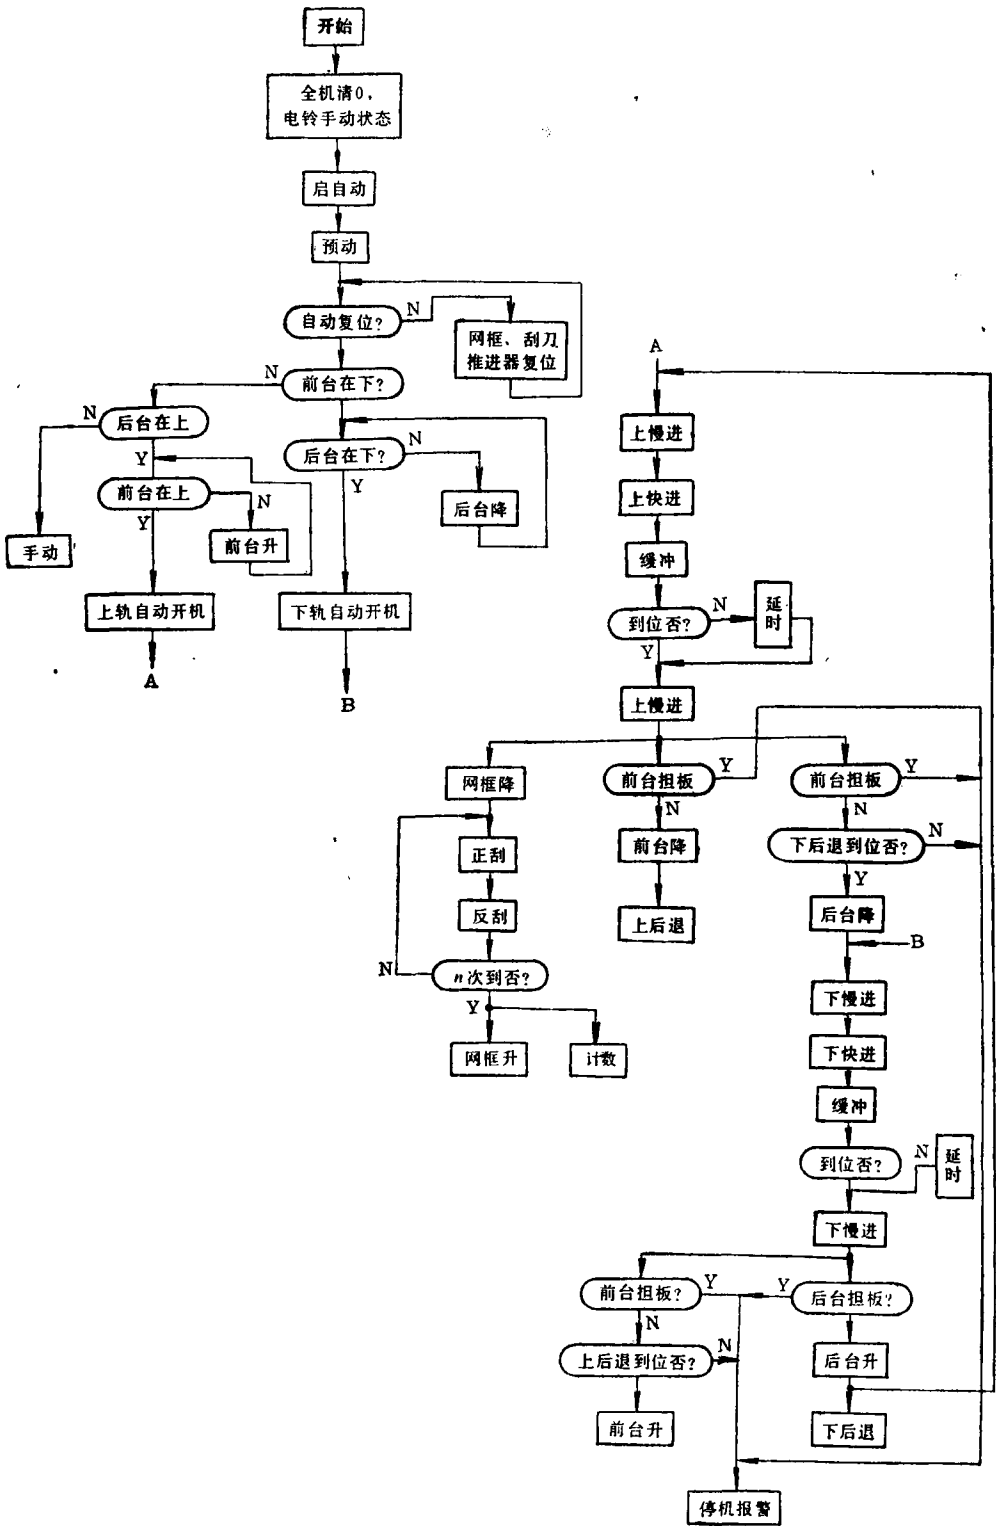 开始
全机清0，
电铃手动状态
启自动
预动
自动复位？
N
网框、刮刀
推进器复位
前台在下？
N
后台在上
N
Y
前台在上
N
Y
手动
前台升
上轨自动开机
A
后台在下？
N
Y
后台降
下轨自动开机
B
A
上慢进
上快进
缓冲
到位否？
N
延时
Y
上慢进
网框降
正刮
反刮
n次到否？
N
Y
网框升
计数
前台担板
Y
N
前台降
上后退
前台担板
Y
N
下后退到位否？
N
Y
后台降
B
下慢进
下快进
缓冲
到位否？
N
延时
下慢进
前台担板？
Y
N
上后退到位否？
N
前台升
Y
后台担板？
后台升
下后退
停机报警